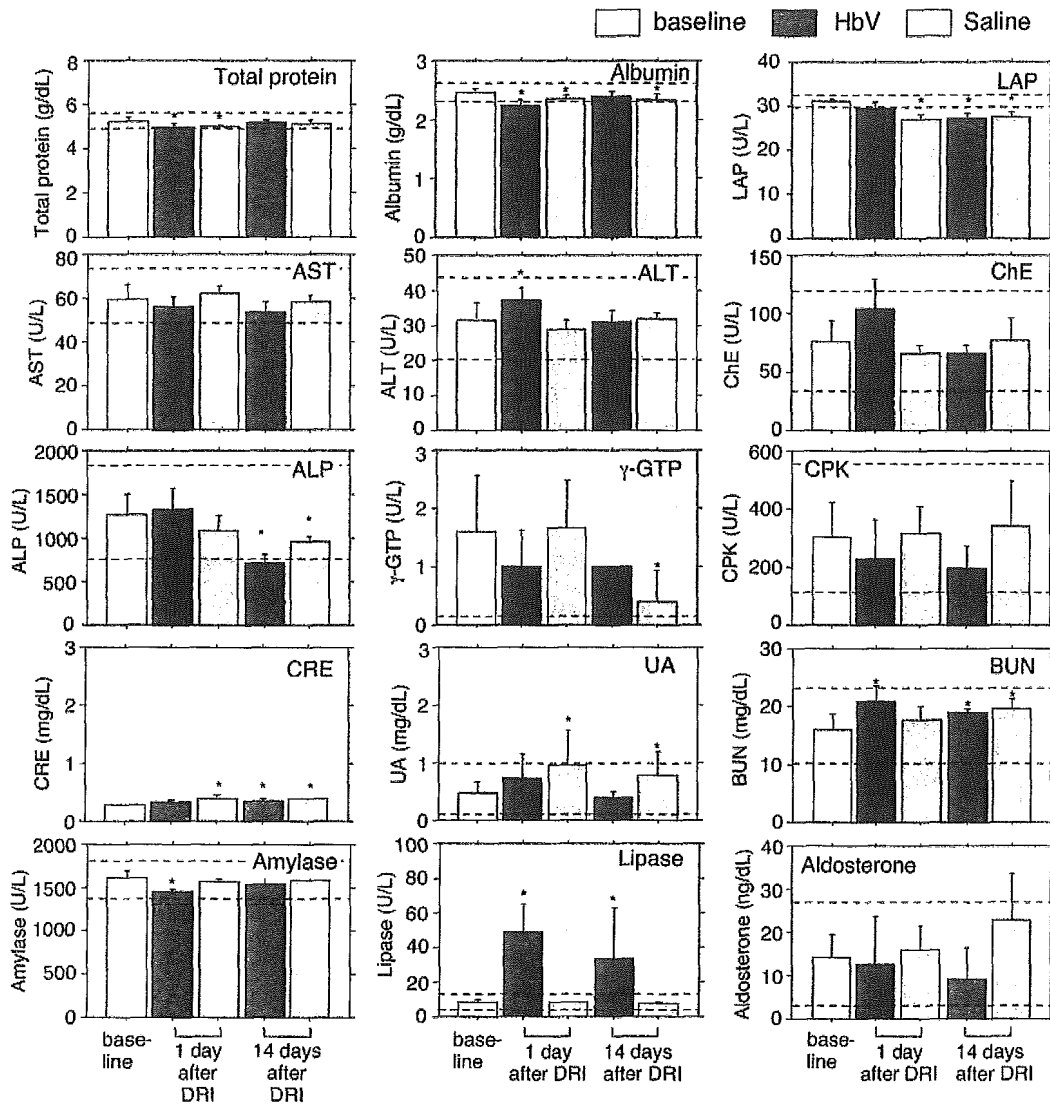 baseline HbV Saline
Total protein
Total protein (g/dL)
8
6
4
2
0
* *
Albumin
Albumin (g/dL)
3
2
1
0
* * *
LAP
LAP (U/L)
40
30
20
10
0
* * *
AST
AST (U/L)
80
60
40
20
0
ALT
ALT (U/L)
50
40
30
20
10
0
*
ChE
ChE (U/L)
150
100
50
0
ALP
ALP (U/L)
2000
1500
1000
500
0
* *
γ-GTP
γ-GTP (U/L)
3
2
1
0
*
CPK
CPK (U/L)
600
400
200
0
CRE
CRE (mg/dL)
3
2
1
0
* * *
UA
UA (mg/dL)
3
2
1
0
* *
BUN
BUN (mg/dL)
30
20
10
0
* * *
Amylase
Amylase (U/L)
2000
1500
1000
500
0
*
Lipase
Lipase (U/L)
100
80
60
40
20
0
* *
Aldosterone
Aldosterone (ng/dL)
40
30
20
10
0
base-
line
1 day
after
DRI
14 days
after
DRI
base-
line
1 day
after DRI
14 days
after DRI
base-
line
1 day
after DRI
14 days
after DRI